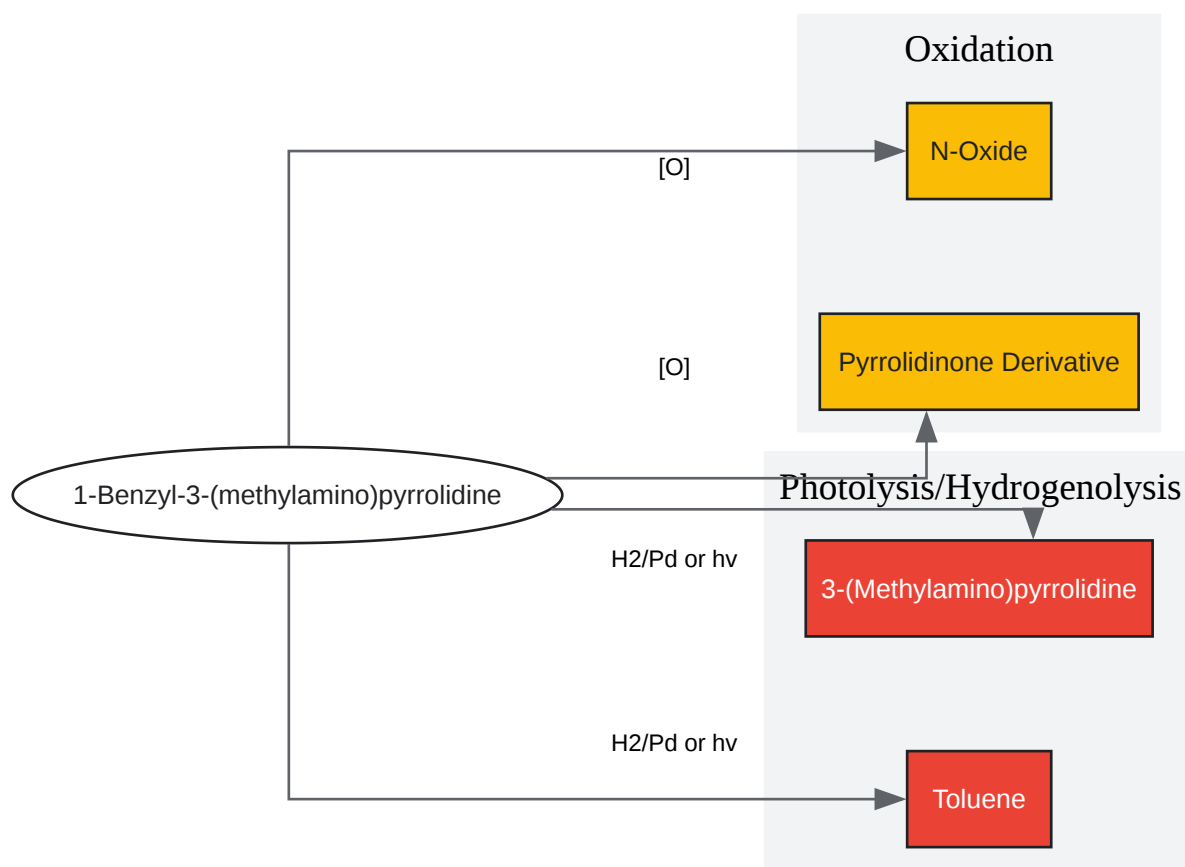 Oxidation
N-Oxide
[O]
Pyrrolidinone Derivative
[O]
1-Benzyl-3-(methylamino)pyrrolidine
Photolysis/Hydrogenolysis
H2/Pd or hv
3-(Methylamino)pyrrolidine
H2/Pd or hv
Toluene